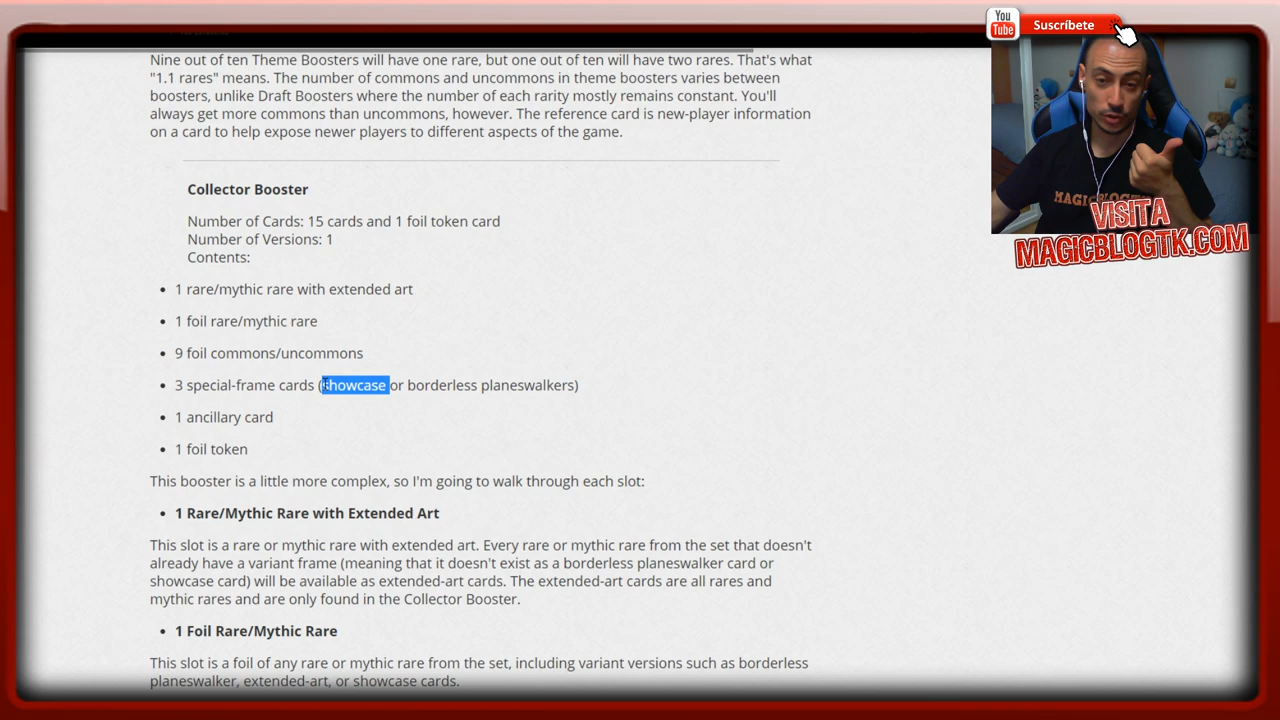 You
Tube
Suscríbete
Nine out of ten Theme Boosters will have one rare, but one out of ten will have two rares. That's what
"1.1 rares" means. The number of commons and uncommons in theme boosters varies between
boosters, unlike Draft Boosters where the number of each rarity mostly remains constant. You'll
always get more commons than uncommons, however. The reference card is new-player information
on a card to help expose newer players to different aspects of the game.
VISITA
MAGICBLOGTK.COM
Collector Booster
Number of Cards: 15 cards and 1 foil token card
Number of Versions: 1
Contents:
• 1 rare/mythic rare with extended art
• 1 foil rare/mythic rare
• 9 foil commons/uncommons
• 3 special-frame cards (showcase or borderless planeswalkers)
• 1 ancillary card
• 1 foil token
This booster is a little more complex, so I'm going to walk through each slot:
• 1 Rare/Mythic Rare with Extended Art
This slot is a rare or mythic rare with extended art. Every rare or mythic rare from the set that doesn't
already have a variant frame (meaning that it doesn't exist as a borderless planeswalker card or
showcase card) will be available as extended-art cards. The extended-art cards are all rares and
mythic rares and are only found in the Collector Booster.
• 1 Foil Rare/Mythic Rare
This slot is a foil of any rare or mythic rare from the set, including variant versions such as borderless
planeswalker, extended-art, or showcase cards.